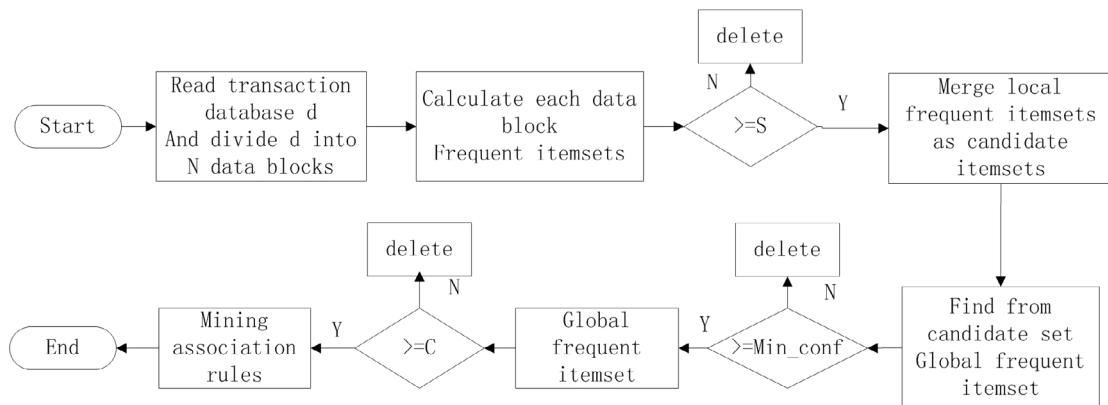 Start
Read transaction
database d
And divide d into
N data blocks
Calculate each data
block
Frequent itemsets
delete
N
>=S
Y
Merge local
frequent itemsets
as candidate
itemsets
Find from
candidate set
Global frequent
itemset
delete
N
>=Min_conf
Y
Global
frequent
itemset
delete
N
>=C
Y
Mining
association
rules
End